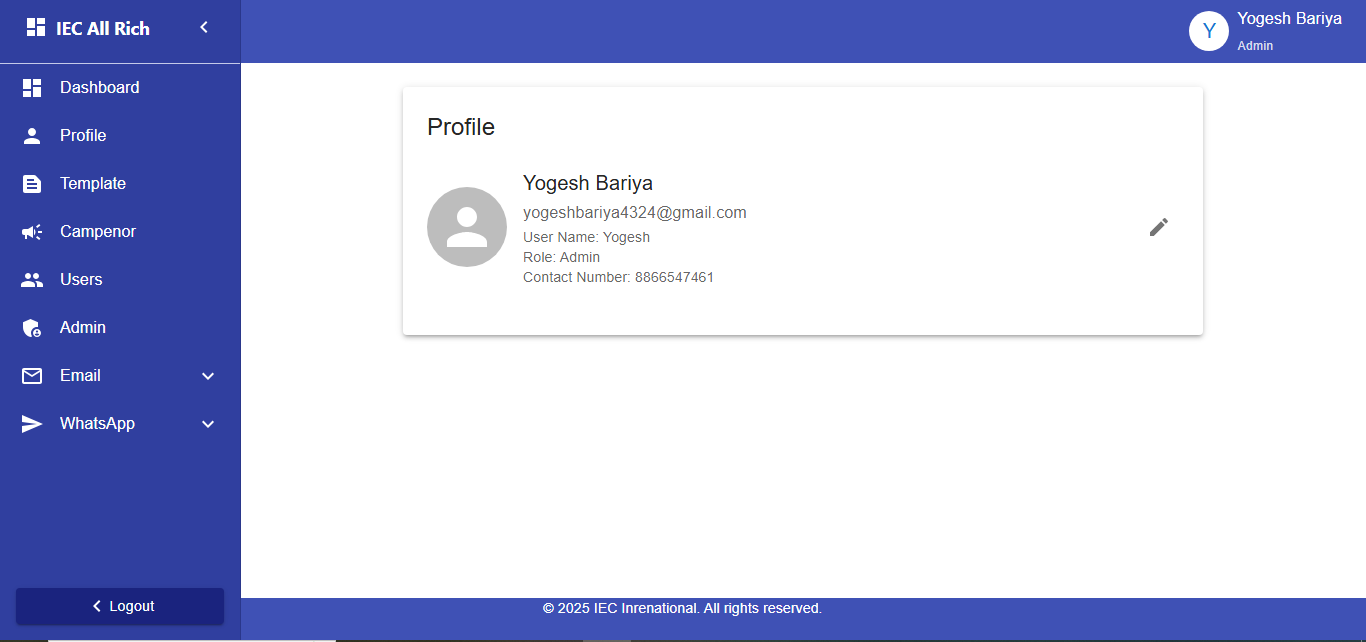 IEC All Rich
Yogesh Bariya
Y
Admin
Dashboard
Profile
Template
Campenor
Users
Admin
Email
WhatsApp
Logout
Profile
Yogesh Bariya
yogeshbariya4324@gmail.com
User Name: Yogesh
Role: Admin
Contact Number: 8866547461
© 2025 IEC Inrenational. All rights reserved.